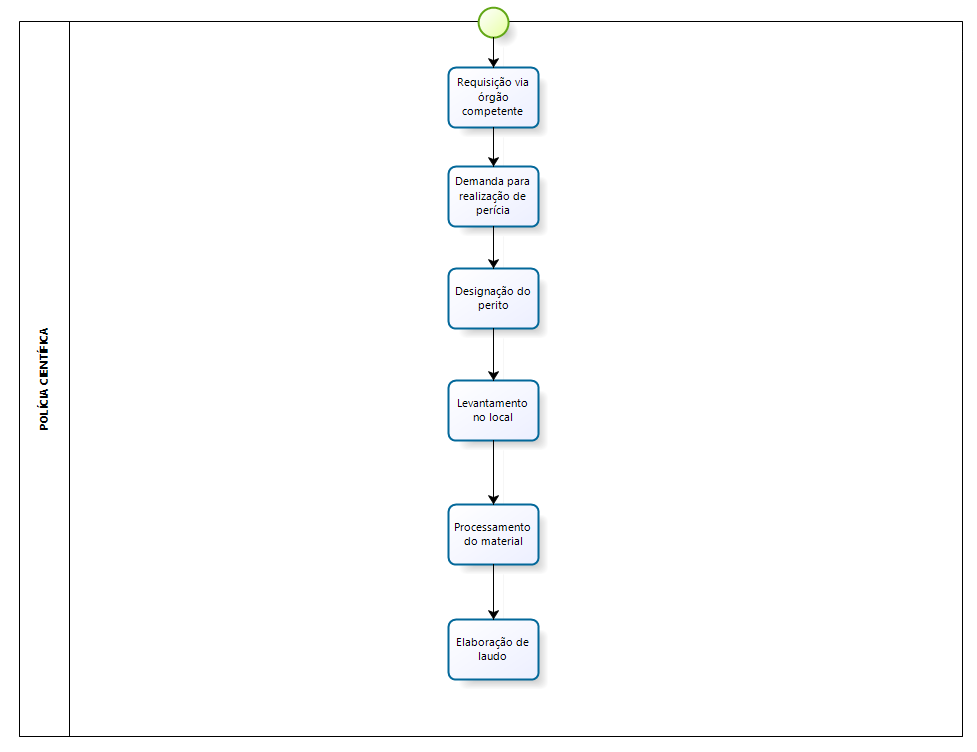 POLÍCIA CIENTÍFICA
Requisição via
órgão
competente
Demanda para
realização de
perícia
Designação do
perito
Levantamento
no local
Processamento
do material
Elaboração de
laudo